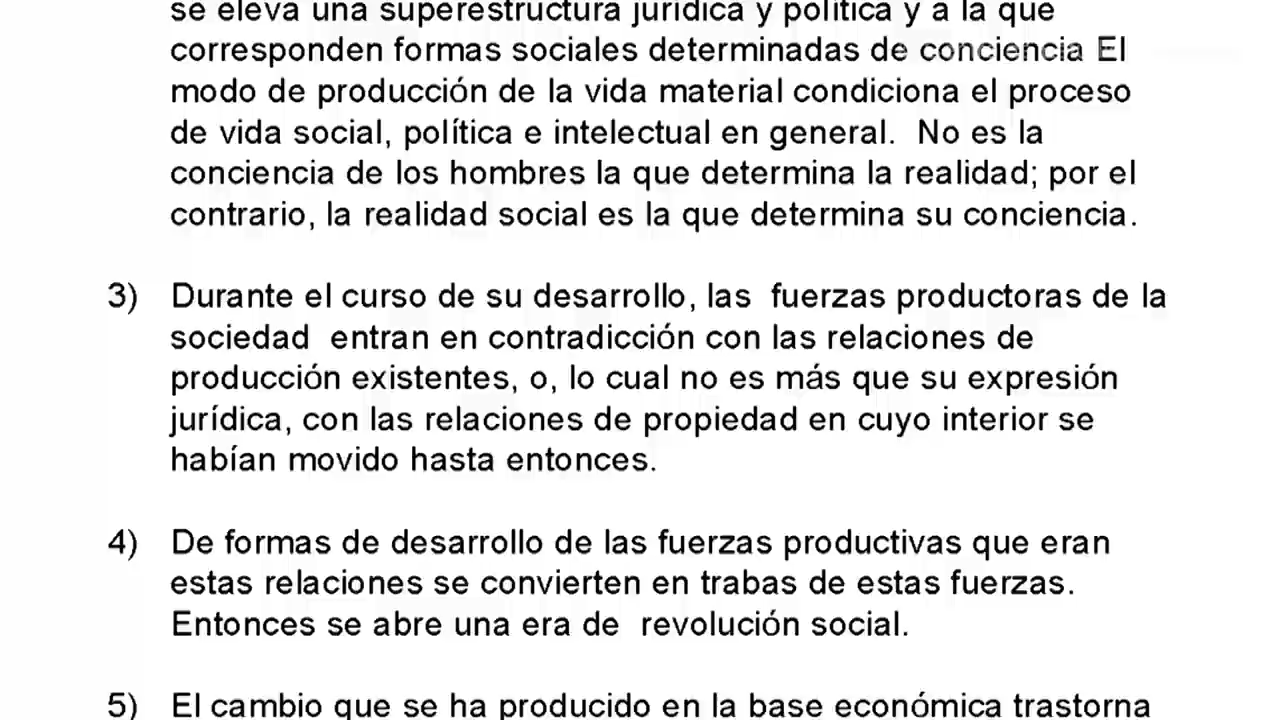 se eleva una superestructura jurídica y política y a la que
corresponden formas sociales determinadas de conciencia El
modo de producción de la vida material condiciona el proceso
de vida social, política e intelectual en general.  No es la
conciencia de los hombres la que determina la realidad; por el
contrario, la realidad social es la que determina su conciencia.
3) Durante el curso de su desarrollo, las  fuerzas productoras de la
sociedad  entran en contradicción con las relaciones de
producción existentes, o, lo cual no es más que su expresión
jurídica, con las relaciones de propiedad en cuyo interior se
habían movido hasta entonces.
4) De formas de desarrollo de las fuerzas productivas que eran
estas relaciones se convierten en trabas de estas fuerzas.
Entonces se abre una era de  revolución social.
5) El cambio que se ha producido en la base económica trastorna